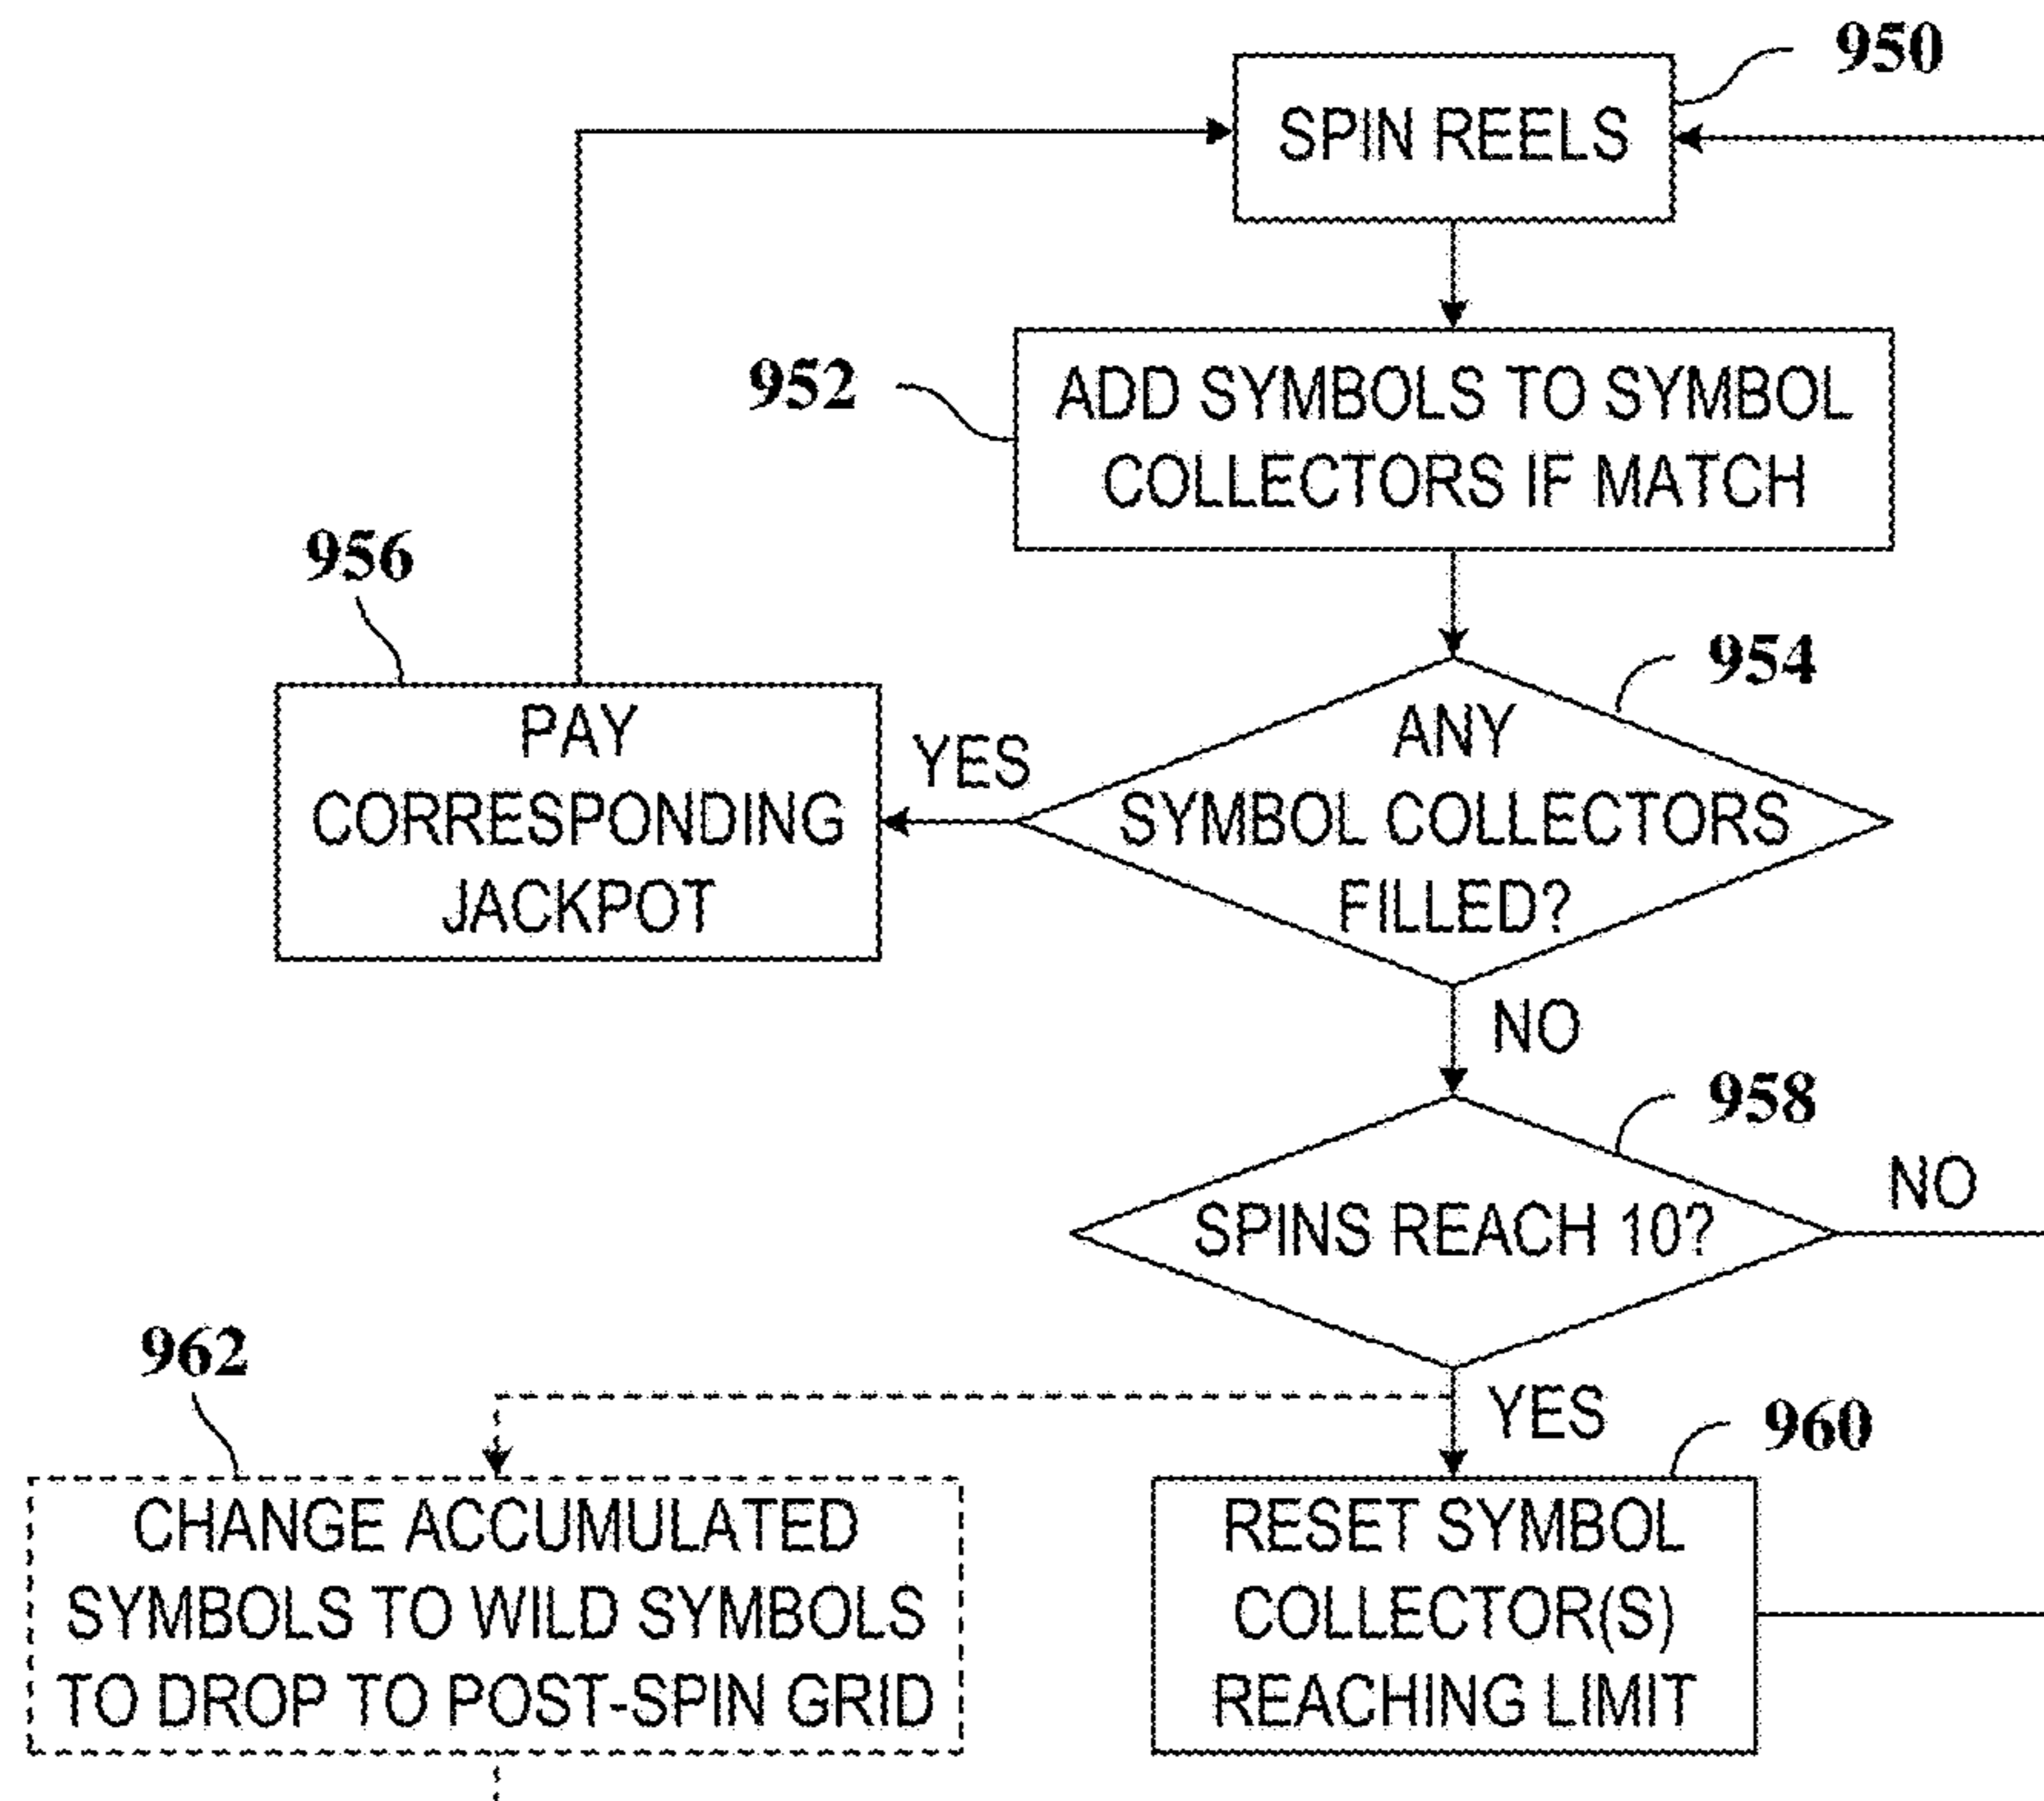 950
SPIN REELS
952
ADD SYMBOLS TO SYMBOL
COLLECTORS IF MATCH
956
PAY
CORRESPONDING
JACKPOT
YES
954
ANY
SYMBOL COLLECTORS
FILLED?
NO
958
SPINS REACH 10?
NO
YES
962
CHANGE ACCUMULATED
SYMBOLS TO WILD SYMBOLS
TO DROP TO POST-SPIN GRID
960
RESET SYMBOL
COLLECTOR(S)
REACHING LIMIT